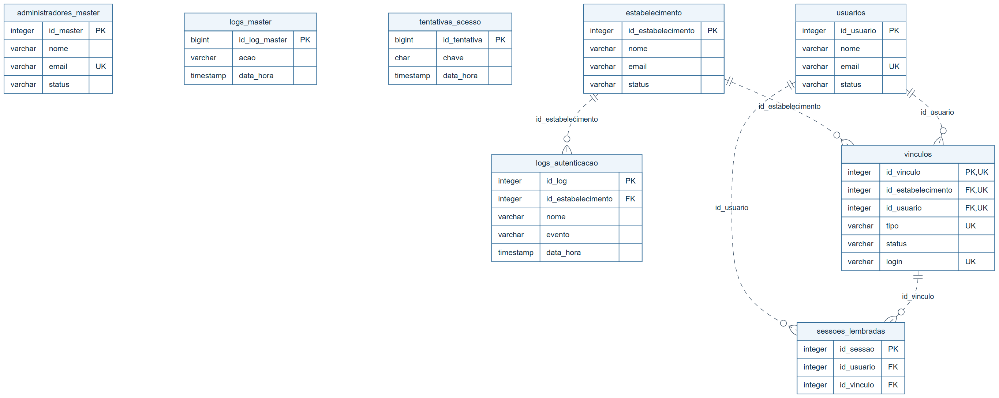 administradores_master
integer id_master PK
varchar nome
varchar email UK
varchar status
logs_master
bigint id_log_master PK
varchar acao
timestamp data_hora
tentativas_acesso
bigint id_tentativa PK
char chave
timestamp data_hora
estabelecimento
integer id_estabelecimento PK
varchar nome
varchar email
varchar status
usuarios
integer id_usuario PK
varchar nome
varchar email UK
varchar status
id_estabelecimento
id_usuario
id_estabelecimento
logs_autenticacao
integer id_log PK
integer id_estabelecimento FK
varchar nome
varchar evento
timestamp data_hora
id_usuario
vinculos
integer id_vinculo PK,UK
integer id_estabelecimento FK,UK
integer id_usuario FK,UK
varchar tipo UK
varchar status
varchar login UK
id_vinculo
sessoes_lembradas
integer id_sessao PK
integer id_usuario FK
integer id_vinculo FK